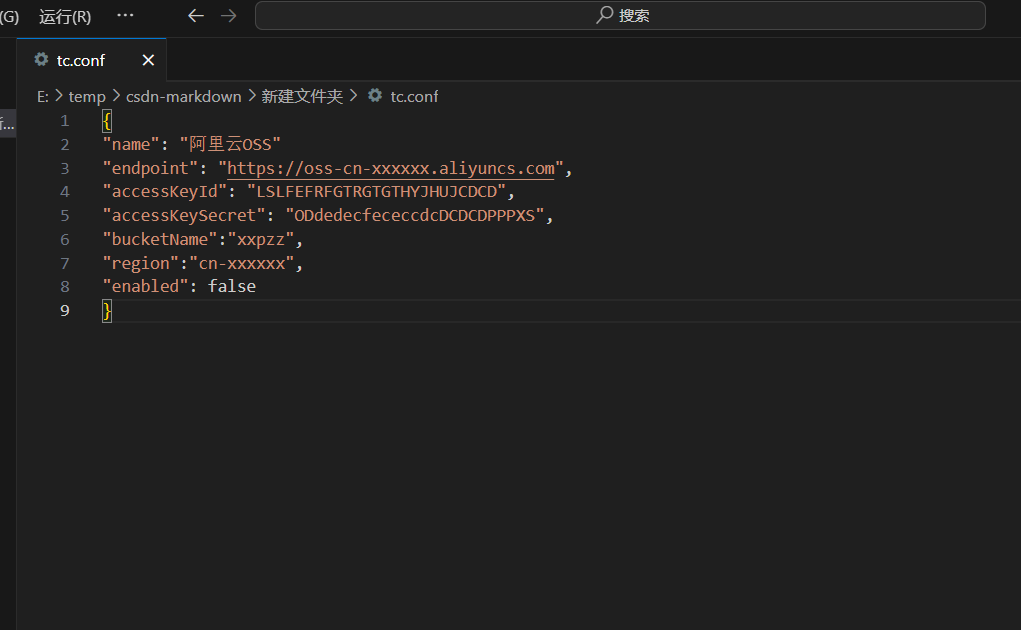 (G) 运行(R) ··· ← → 搜索
tc.conf ×
E: > temp > csdn-markdown > 新建文件夹 > tc.conf
1 {
2 "name": "阿里云OSS"
3 "endpoint": "https://oss-cn-xxxxxx.aliyuncs.com",
4 "accessKeyId": "LSLFEFRFGTRGTGTHYJHUJCDCD",
5 "accessKeySecret": "ODdedecfececcdcDCDCDPPPXS",
6 "bucketName":"xxpzz",
7 "region":"cn-xxxxxx",
8 "enabled": false
9 }